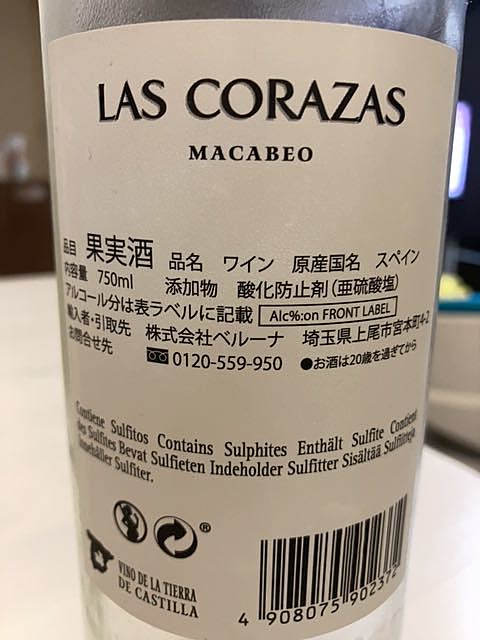 LAS CORAZAS
MACABEO
品目 果実酒 品名 ワイン 原産国名 スペイン
内容量 750ml 添加物 酸化防止剤(亜硫酸塩)
アルコール分は表ラベルに記載 Alc%:on FRONT LABEL
輸入者・引取先 株式会社ベルーナ 埼玉県上尾市宮本町4-2
お問合せ先 0120-559-950 ●お酒は20歳を過ぎてから
Contiene Sulfitos Contains Sulphites Enthält Sulfite Contient
des Sulfites Bevat Sulfieten Indeholder Sulfitter Sisältää Sulfiitteja
Innehåller Sulfiter.
®
VINO DE LA TIERRA
DE CASTILLA
4 908075 902372